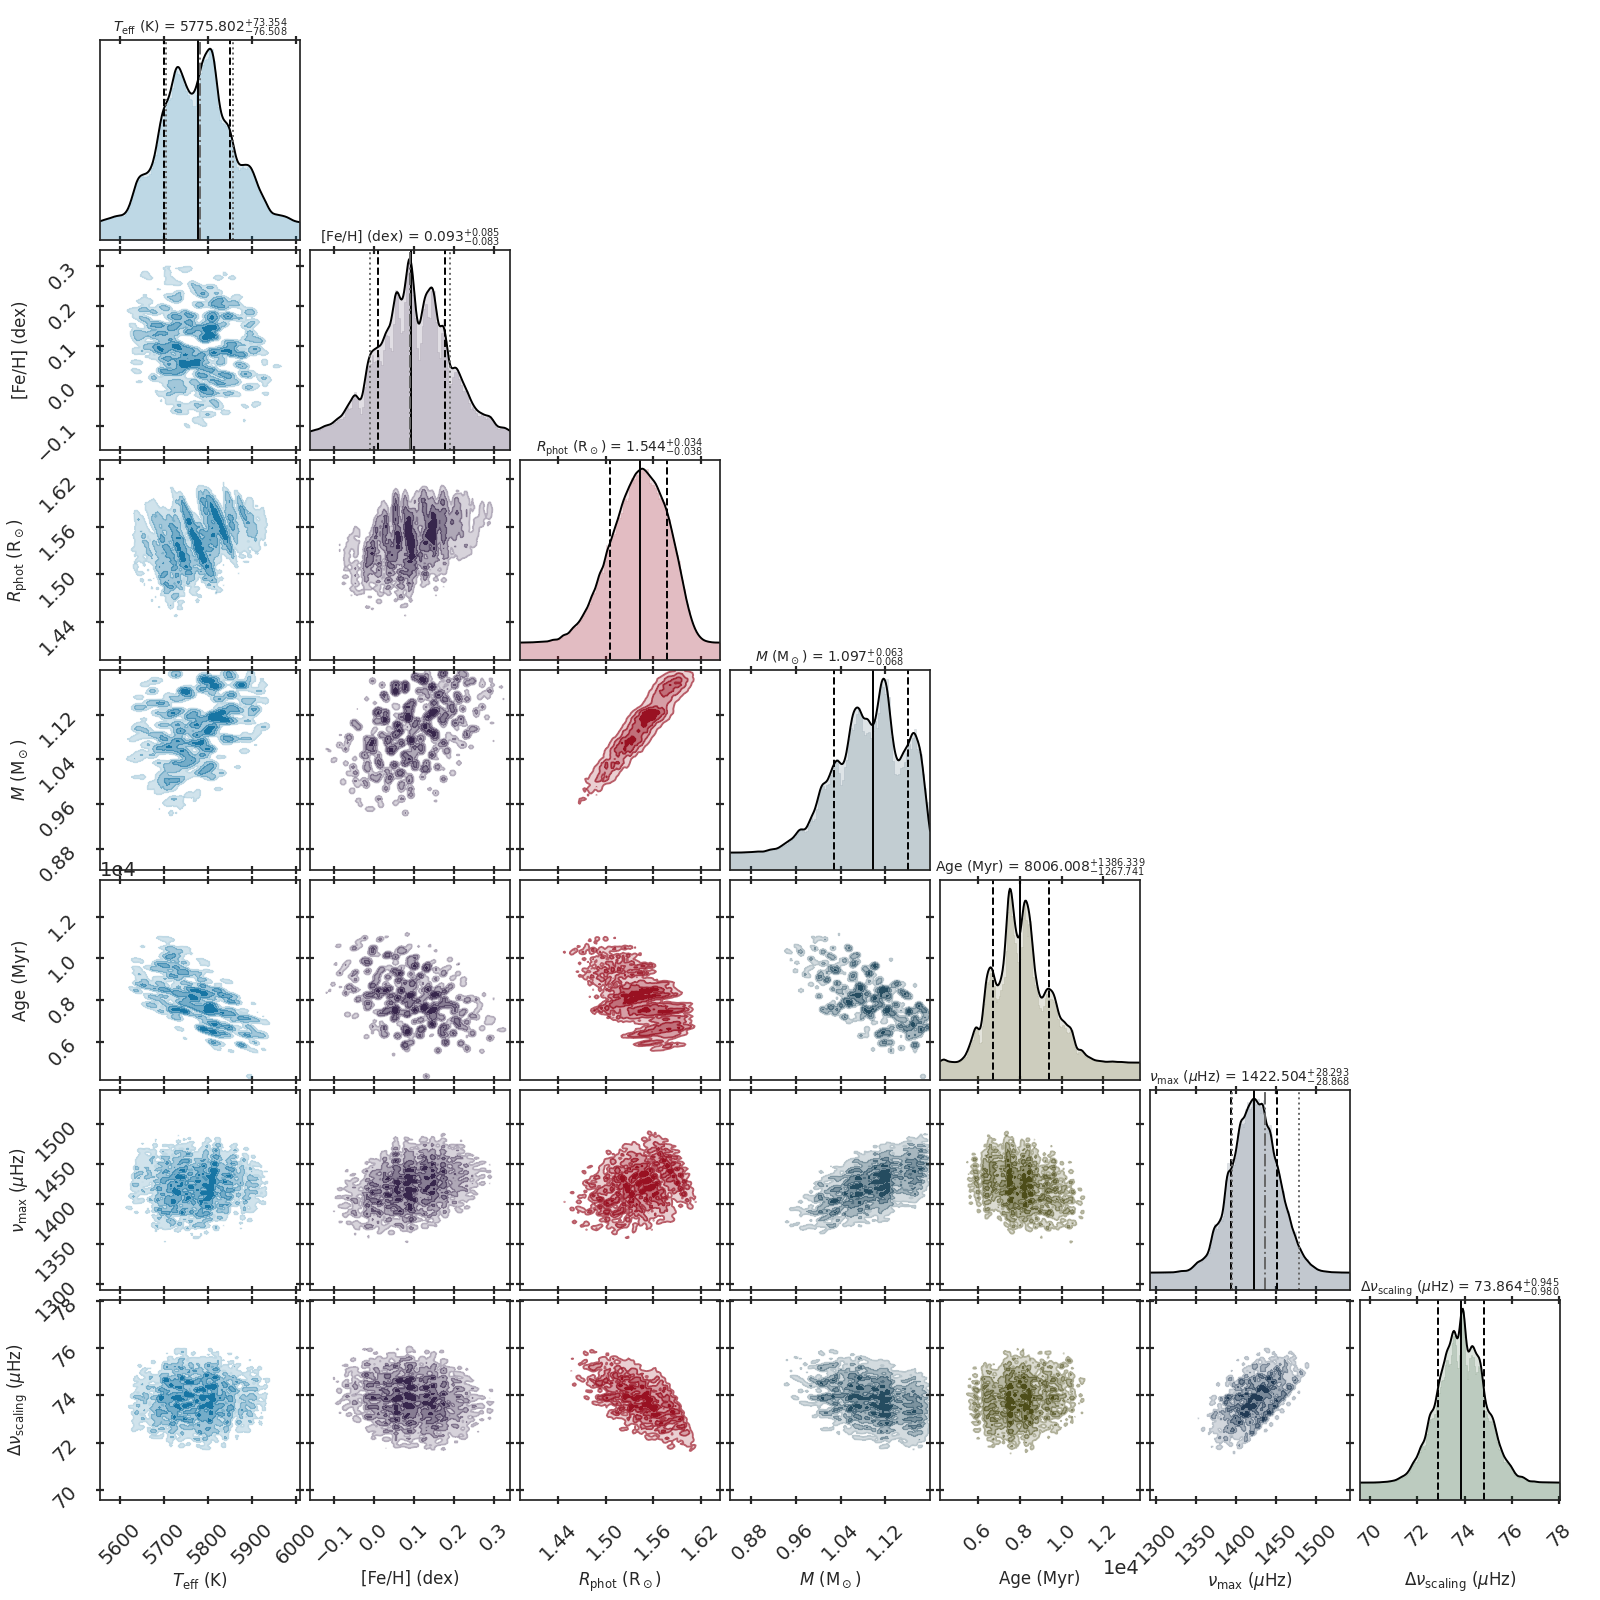 T_eff (K) = 5775.802 +73.354 −76.508
[Fe/H] (dex) = 0.093 +0.085 −0.083
0.3
0.2
0.1
0.0
−0.1
[Fe/H] (dex)
R_phot (R_⊙) = 1.544 +0.034 −0.038
1.62
1.56
1.50
1.44
R_phot (R_⊙)
M (M_⊙) = 1.097 +0.063 −0.068
1.12
1.04
0.96
0.88
M (M_⊙)
1e4
Age (Myr) = 8006.008 +1386.339 −1267.741
1.2
1.0
0.8
0.6
Age (Myr)
ν_max (μHz) = 1422.504 +28.293 −28.868
1500
1450
1400
1350
1300
ν_max (μHz)
Δν_scaling (μHz) = 73.864 +0.945 −0.980
78
76
74
72
70
Δν_scaling (μHz)
5600 5700 5800 5900 6000
−0.1 0.0 0.1 0.2 0.3
1.44 1.50 1.56 1.62
0.88 0.96 1.04 1.12
0.6 0.8 1.0 1.2
1e4
1300 1350 1400 1450 1500
70 72 74 76 78
T_eff (K)
[Fe/H] (dex)
R_phot (R_⊙)
M (M_⊙)
Age (Myr)
ν_max (μHz)
Δν_scaling (μHz)